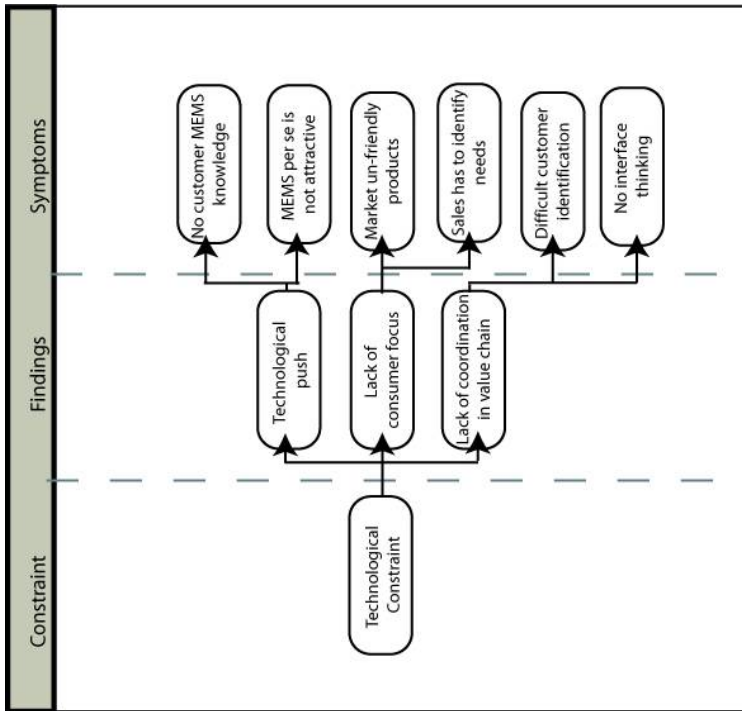 Constraint
Findings
Symptoms
Technological
Constraint
Technological
push
Lack of
consumer focus
Lack of coordination
in value chain
No customer MEMS
knowledge
MEMS per se is
not attractive
Market un-friendly
products
Sales has to identify
needs
Difficult customer
identification
No interface
thinking